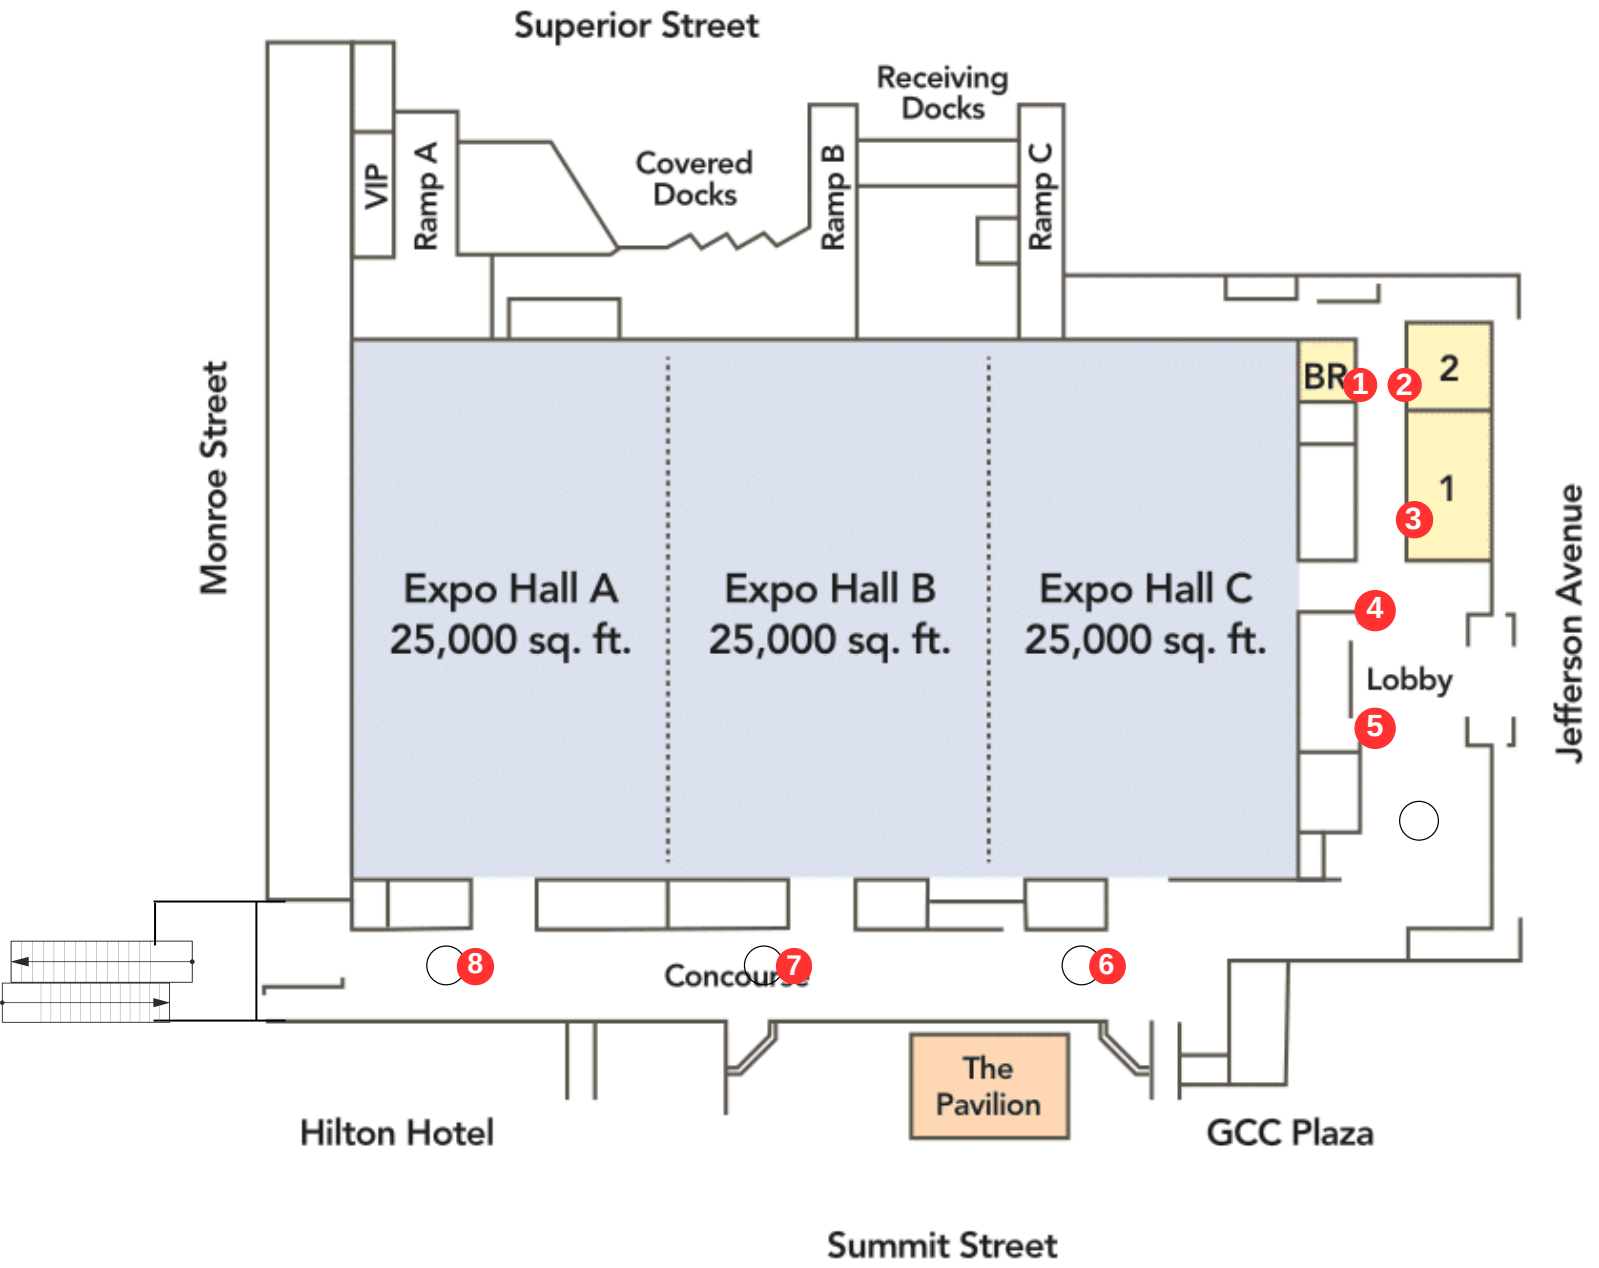 Superior Street
Receiving
Docks
Covered
Docks
VIP
Ramp A
Ramp B
Ramp C
Monroe Street
BR
1
2
2
1
3
Expo Hall A
25,000 sq. ft.
Expo Hall B
25,000 sq. ft.
Expo Hall C
25,000 sq. ft.
4
Lobby
5
Jefferson Avenue
8
Concourse
7
6
The
Pavilion
Hilton Hotel
GCC Plaza
Summit Street